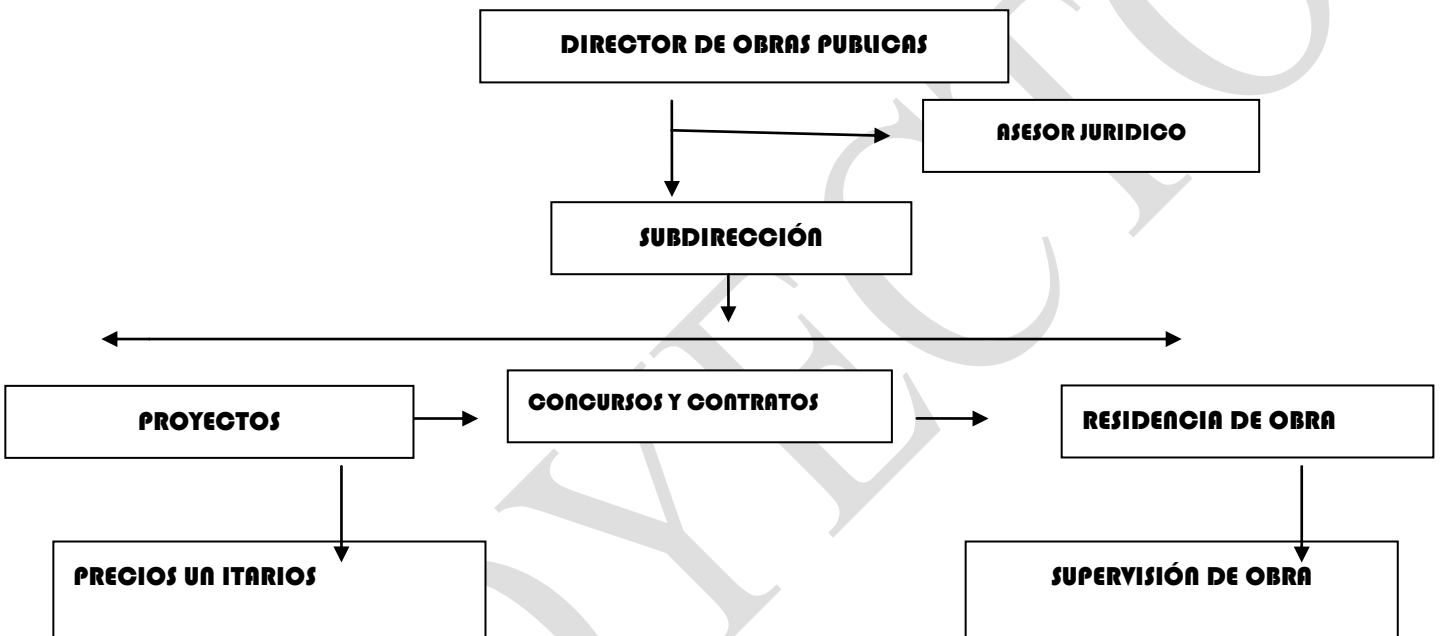 DIRECTOR DE OBRAS PUBLICAS
ASESOR JURIDICO
SUBDIRECCIÓN
PROYECTOS
CONCURSOS Y CONTRATOS
RESIDENCIA DE OBRA
PRECIOS UN ITARIOS
SUPERVISIÓN DE OBRA
OYECTO